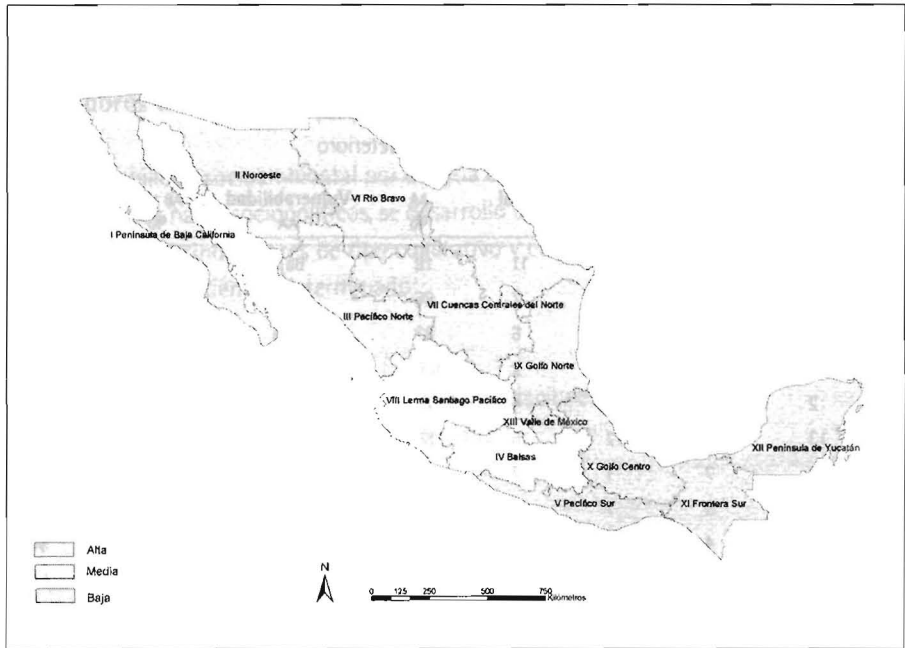 II Noroeste
VI Río Bravo
I Península de Baja California
VII Cuencas Centrales del Norte
III Pacífico Norte
IX Golfo Norte
VIII Lerma Santiago Pacífico
XIII Valle de México
XII Península de Yucatán
IV Balsas
X Golfo Centro
V Pacífico Sur
XI Frontera Sur
Alta
Media
Baja
N
0 125 250 500 750
Kilómetros